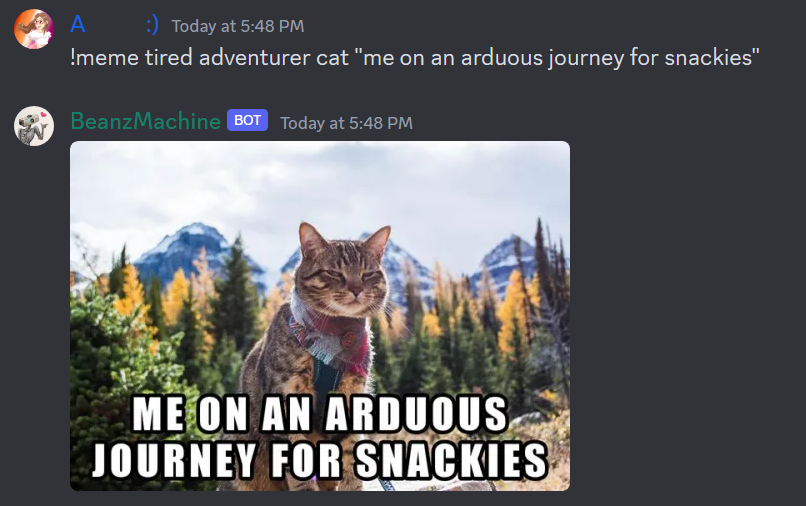 A :) Today at 5:48 PM
!meme tired adventurer cat "me on an arduous journey for snackies"
BeanzMachine BOT Today at 5:48 PM
ME ON AN ARDUOUS
JOURNEY FOR SNACKIES